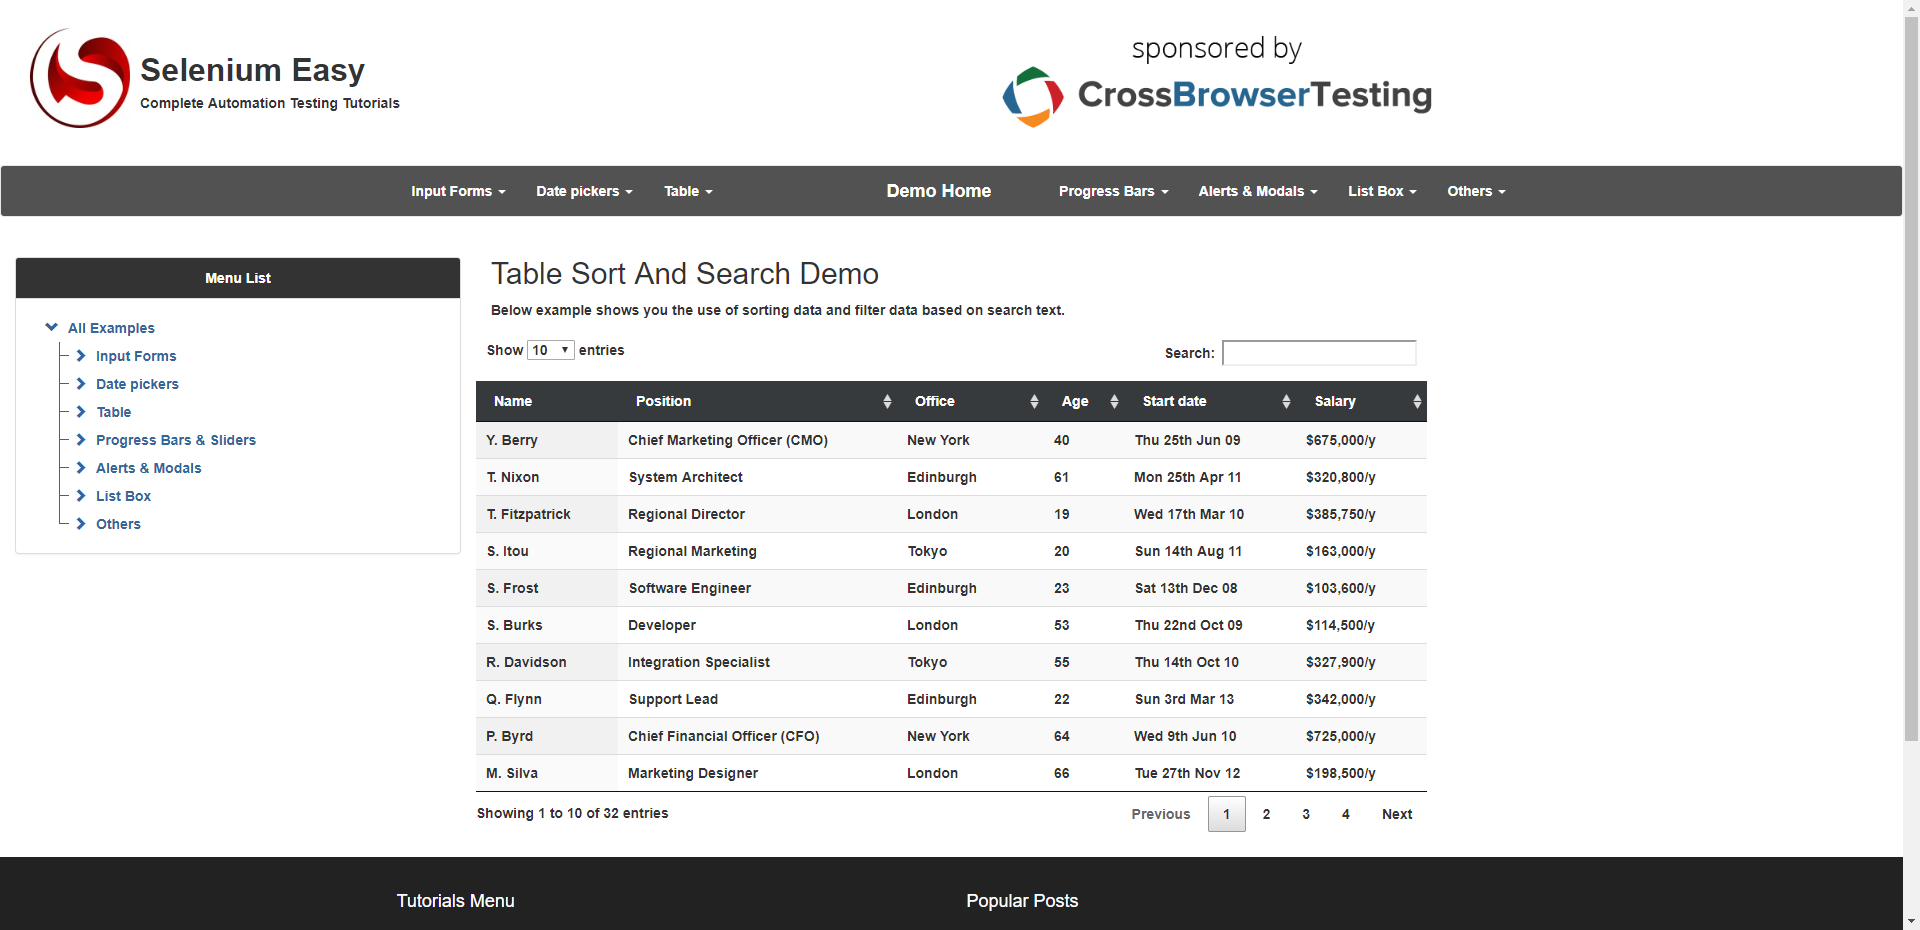 Selenium Easy
Complete Automation Testing Tutorials
sponsored by
CrossBrowserTesting
Input Forms Date pickers Table Demo Home Progress Bars Alerts & Modals List Box Others
Menu List
All Examples
Input Forms
Date pickers
Table
Progress Bars & Sliders
Alerts & Modals
List Box
Others
Table Sort And Search Demo
Below example shows you the use of sorting data and filter data based on search text.
Show 10 entries Search:
Name Position Office Age Start date Salary
Y. Berry Chief Marketing Officer (CMO) New York 40 Thu 25th Jun 09 $675,000/y
T. Nixon System Architect Edinburgh 61 Mon 25th Apr 11 $320,800/y
T. Fitzpatrick Regional Director London 19 Wed 17th Mar 10 $385,750/y
S. Itou Regional Marketing Tokyo 20 Sun 14th Aug 11 $163,000/y
S. Frost Software Engineer Edinburgh 23 Sat 13th Dec 08 $103,600/y
S. Burks Developer London 53 Thu 22nd Oct 09 $114,500/y
R. Davidson Integration Specialist Tokyo 55 Thu 14th Oct 10 $327,900/y
Q. Flynn Support Lead Edinburgh 22 Sun 3rd Mar 13 $342,000/y
P. Byrd Chief Financial Officer (CFO) New York 64 Wed 9th Jun 10 $725,000/y
M. Silva Marketing Designer London 66 Tue 27th Nov 12 $198,500/y
Showing 1 to 10 of 32 entries Previous 1 2 3 4 Next
Tutorials Menu Popular Posts